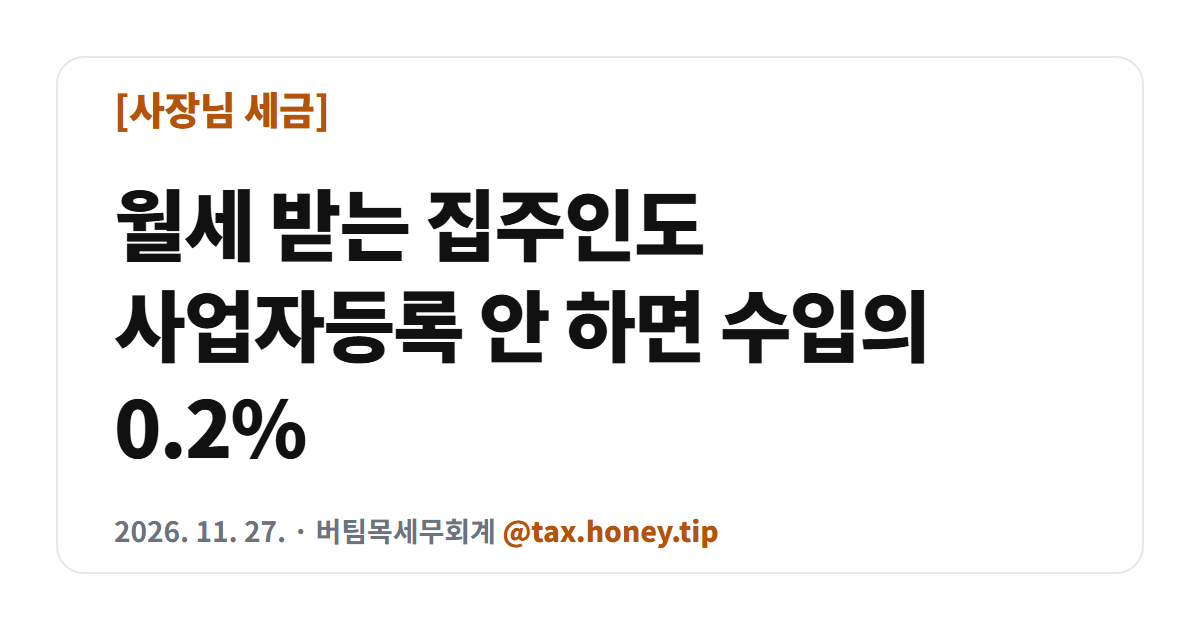 [사장님 세금]
월세 받는 집주인도
사업자등록 안 하면 수입의
0.2%
2026. 11. 27. · 버팀목세무회계 @tax.honey.tip